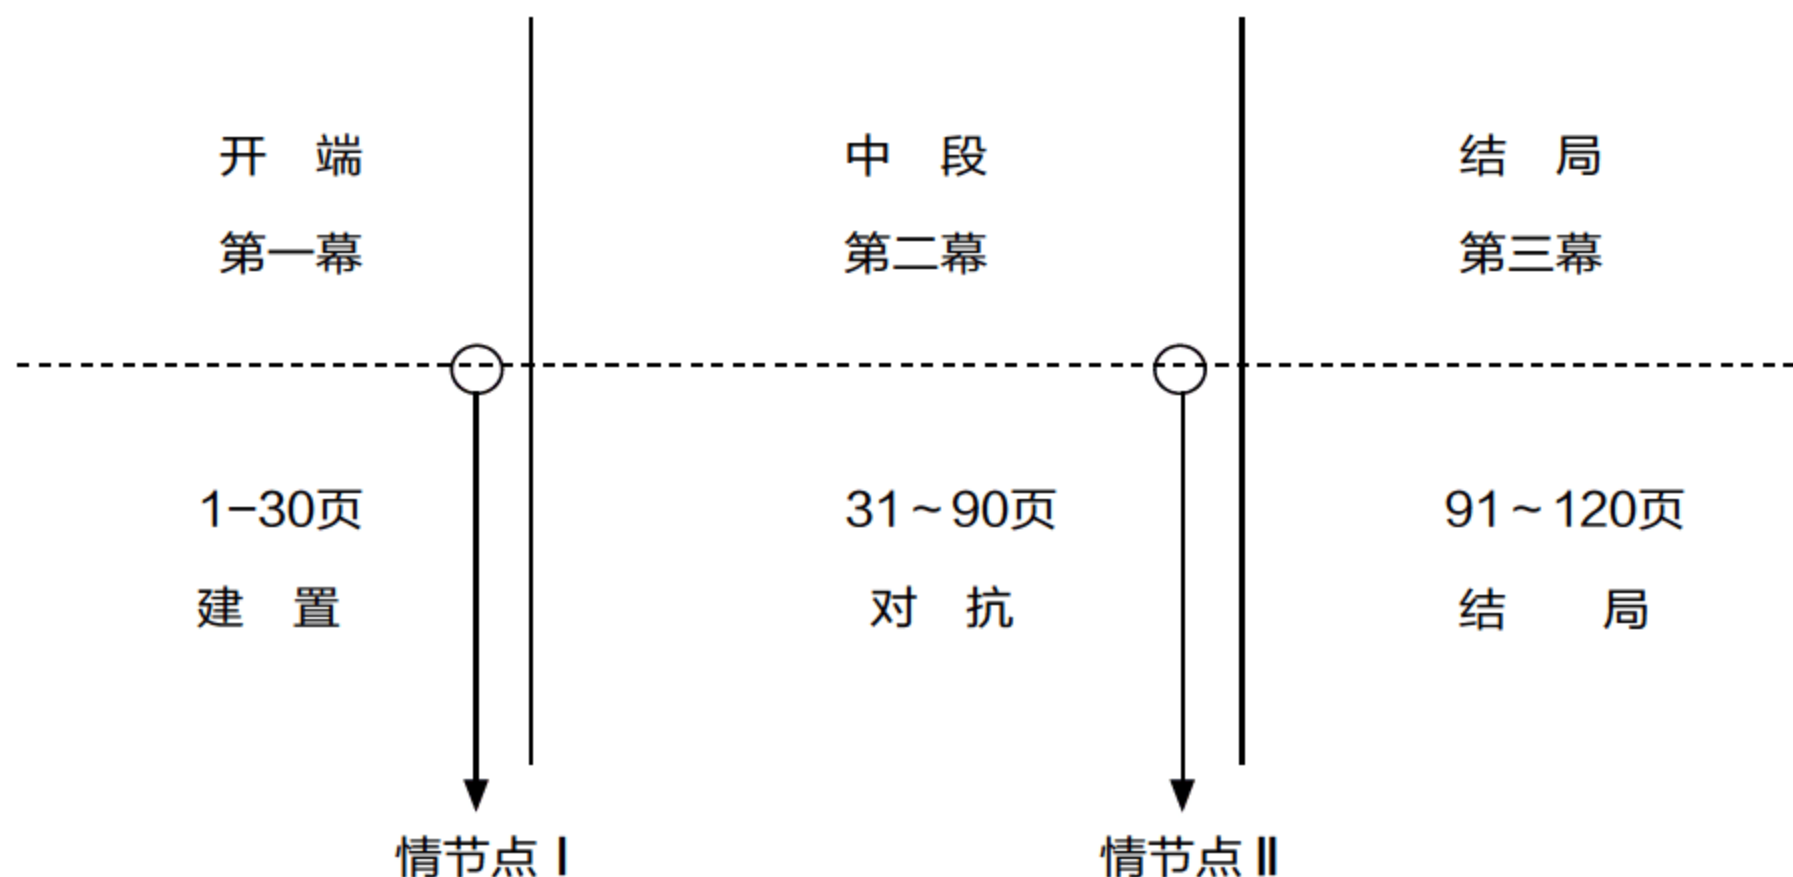 开 端
中 段
结 局
第一幕
第二幕
第三幕
1-30页
31~90页
91~120页
建 置
对 抗
结 局
情节点 I
情节点 II